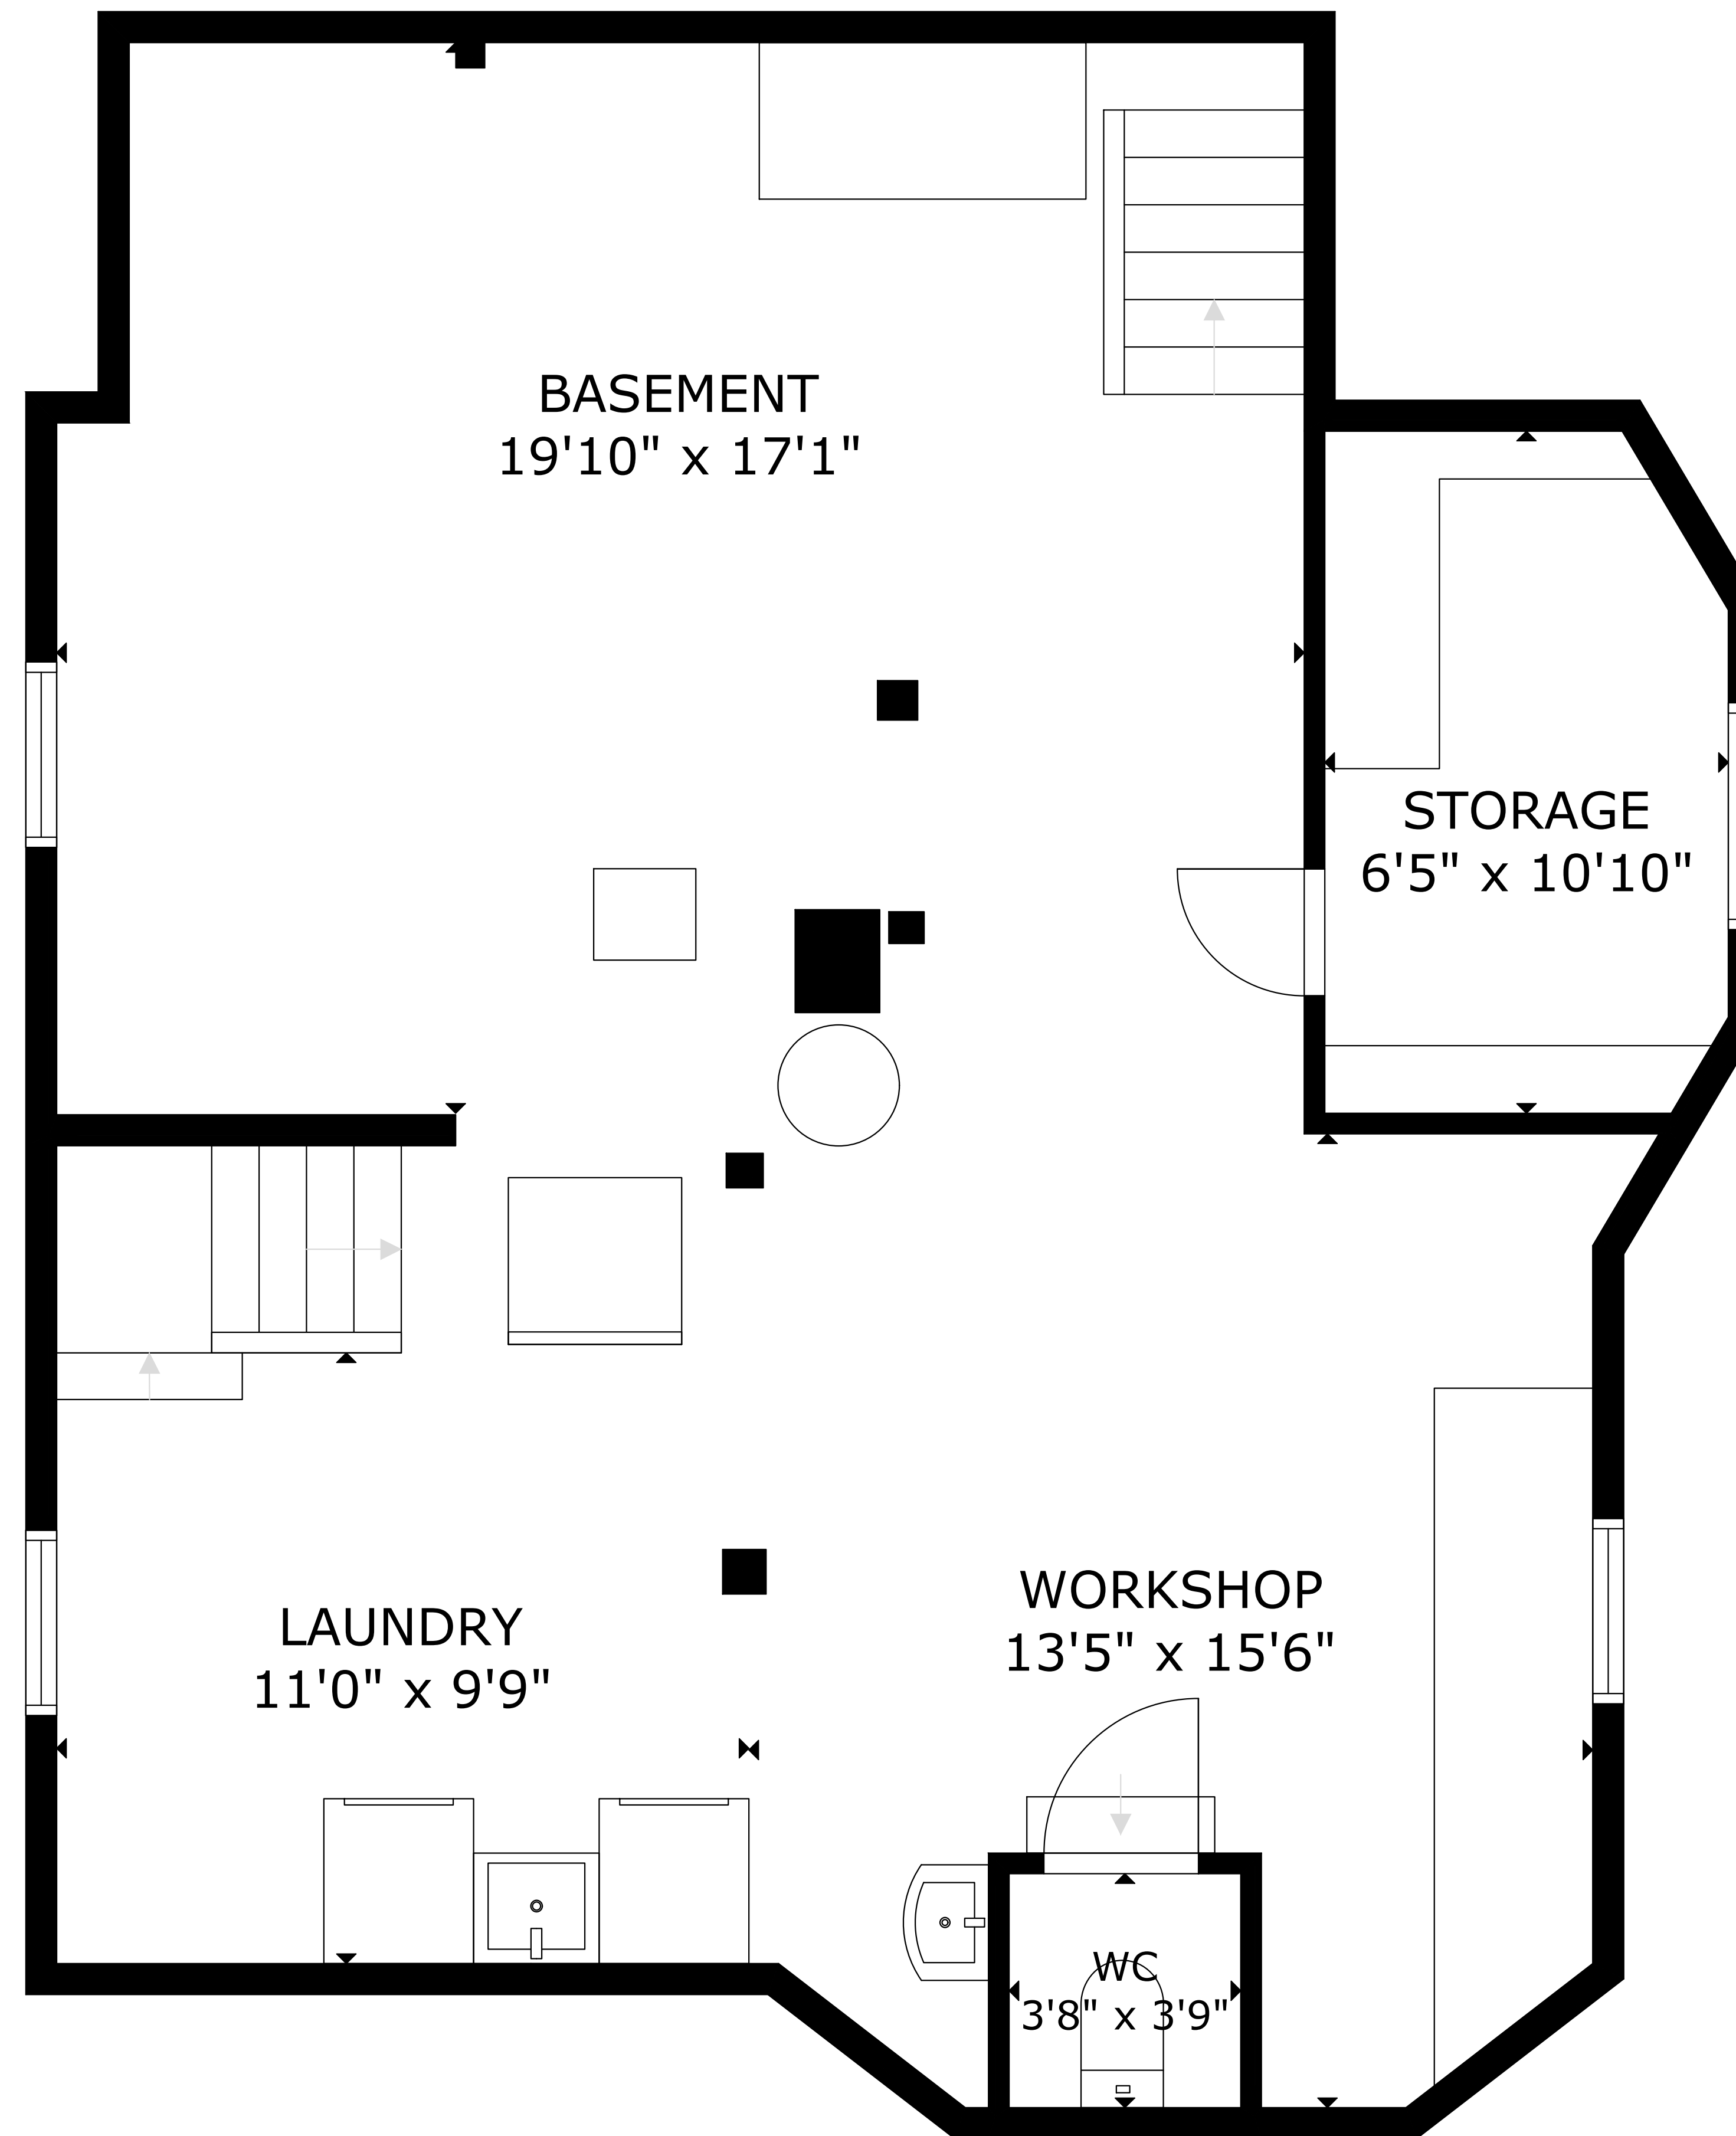 BASEMENT
19'10" x 17'1"
STORAGE
6'5" x 10'10"
LAUNDRY
11'0" x 9'9"
WORKSHOP
13'5" x 15'6"
WC
3'8" x 3'9"